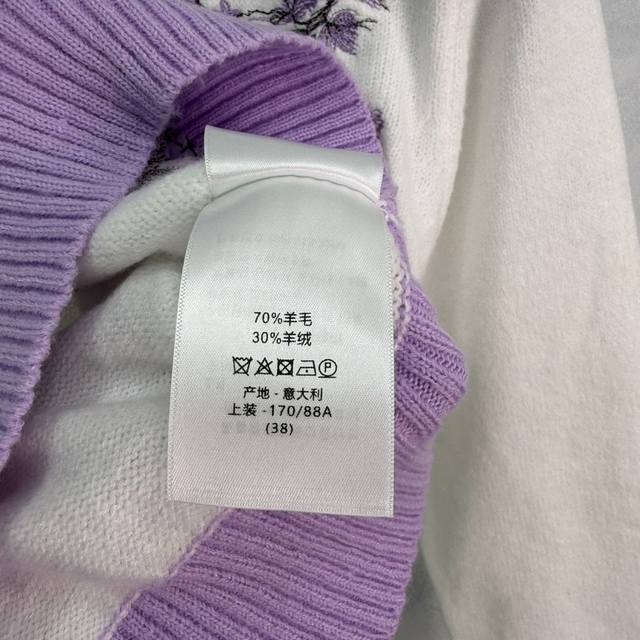 70%羊毛
30%羊绒
P
产地 - 意大利
上装 -170/88A
(38)